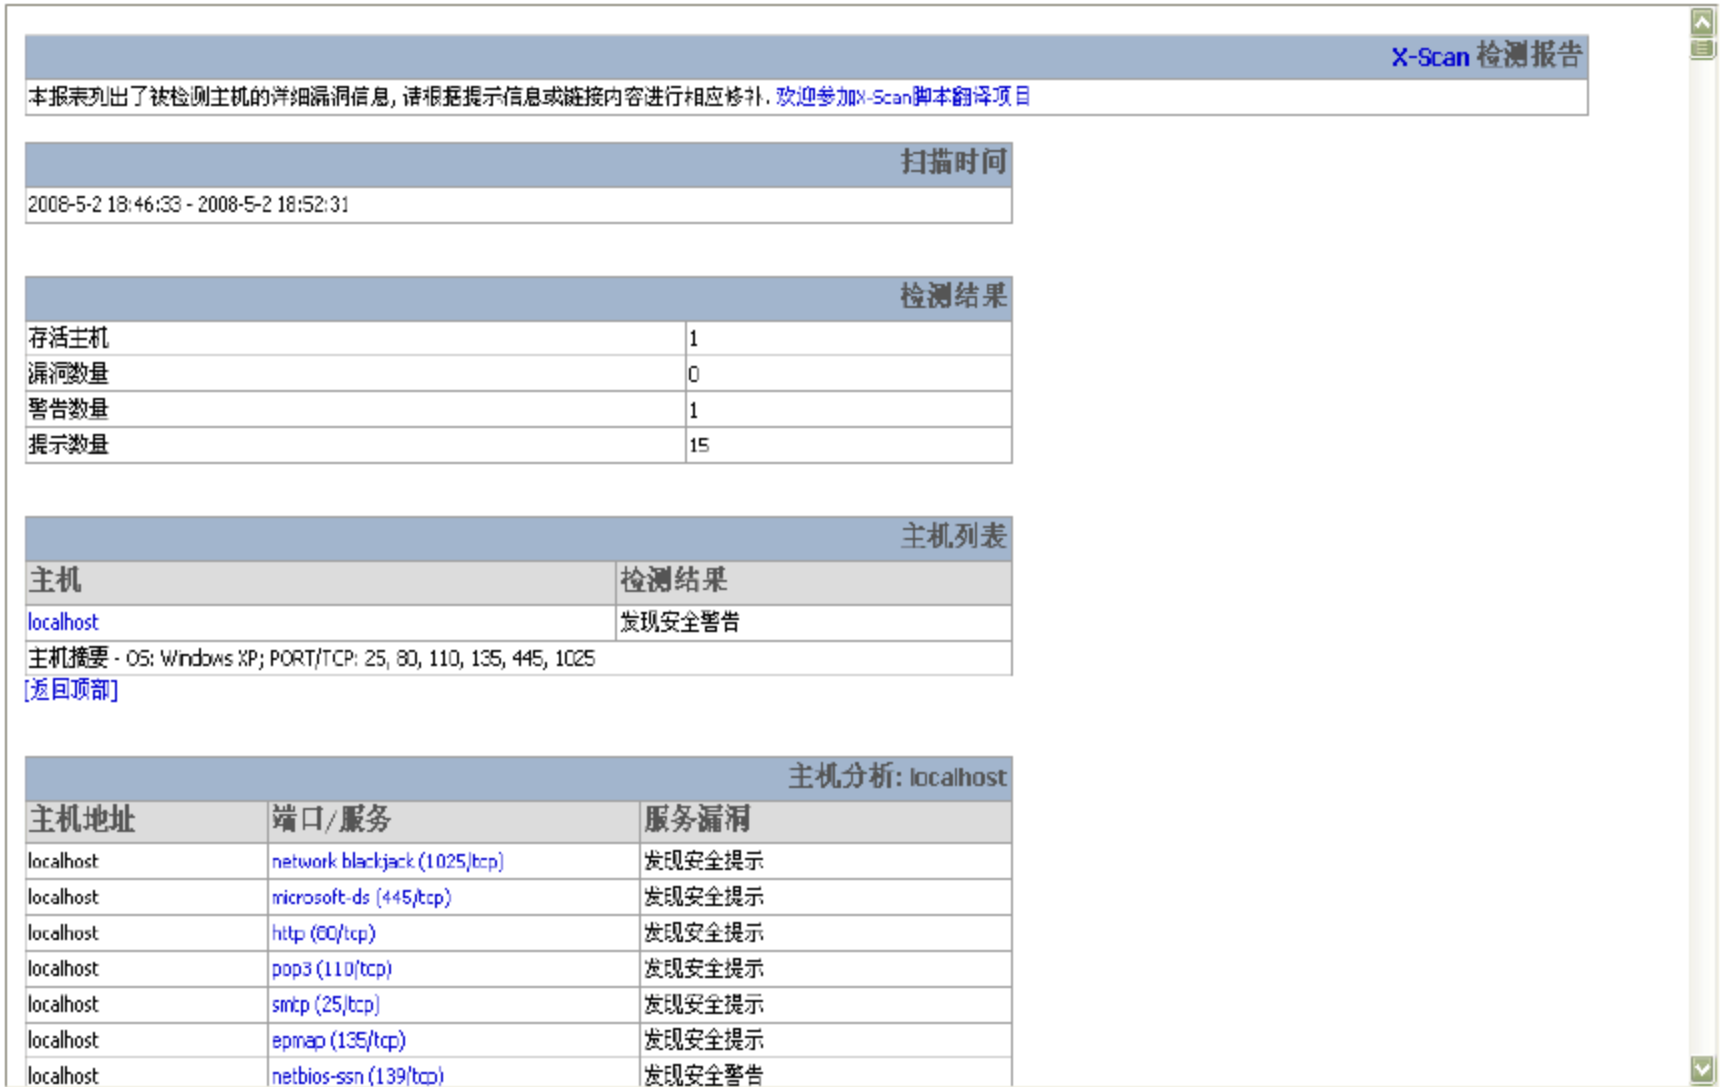 X-Scan 检测报告
本报表列出了被检测主机的详细漏洞信息, 请根据提示信息或链接内容进行相应修补. 欢迎参加X-Scan脚本翻译项目
扫描时间
2008-5-2 18:46:33 - 2008-5-2 18:52:31
检测结果
存活主机 1
漏洞数量 0
警告数量 1
提示数量 15
主机列表
主机 检测结果
localhost 发现安全警告
主机摘要 - OS: Windows XP; PORT/TCP: 25, 80, 110, 135, 445, 1025
[返回顶部]
主机分析: localhost
主机地址 端口/服务 服务漏洞
localhost network blackjack (1025/tcp) 发现安全提示
localhost microsoft-ds (445/tcp) 发现安全提示
localhost http (80/tcp) 发现安全提示
localhost pop3 (110/tcp) 发现安全提示
localhost smtp (25/tcp) 发现安全提示
localhost epmap (135/tcp) 发现安全提示
localhost netbios-ssn (139/tcp) 发现安全警告